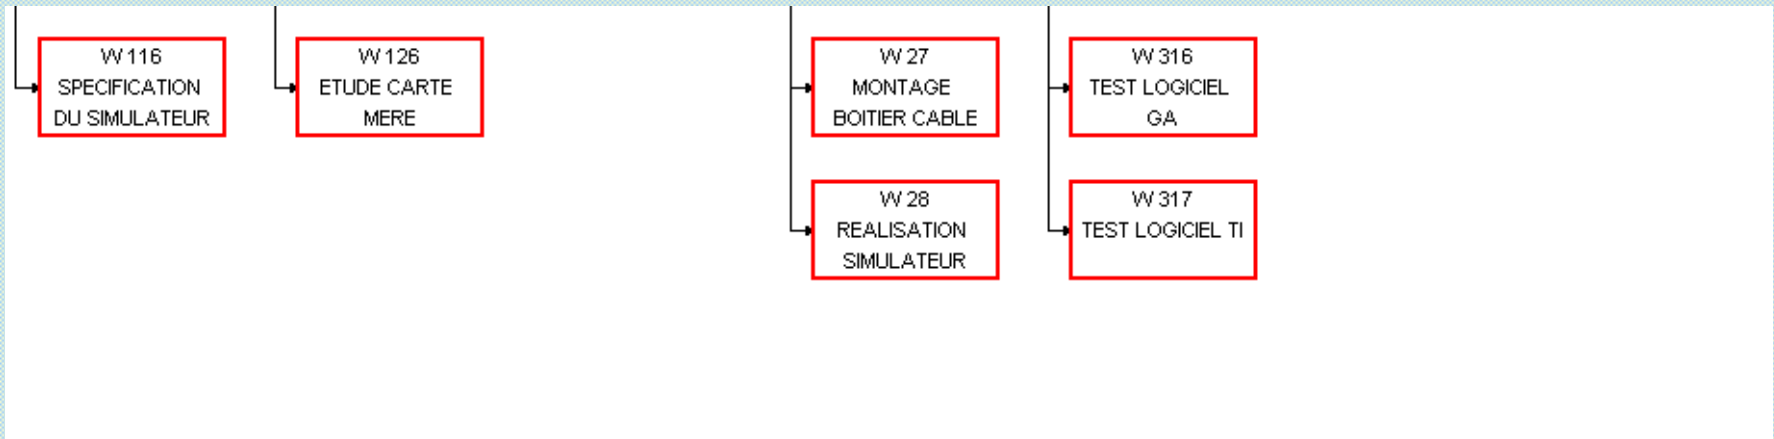 W 116
SPECIFICATION
DU SIMULATEUR
W 126
ETUDE CARTE
MERE
W 27
MONTAGE
BOITIER CABLE
W 316
TEST LOGICIEL
GA
W 28
REALISATION
SIMULATEUR
W 317
TEST LOGICIEL TI